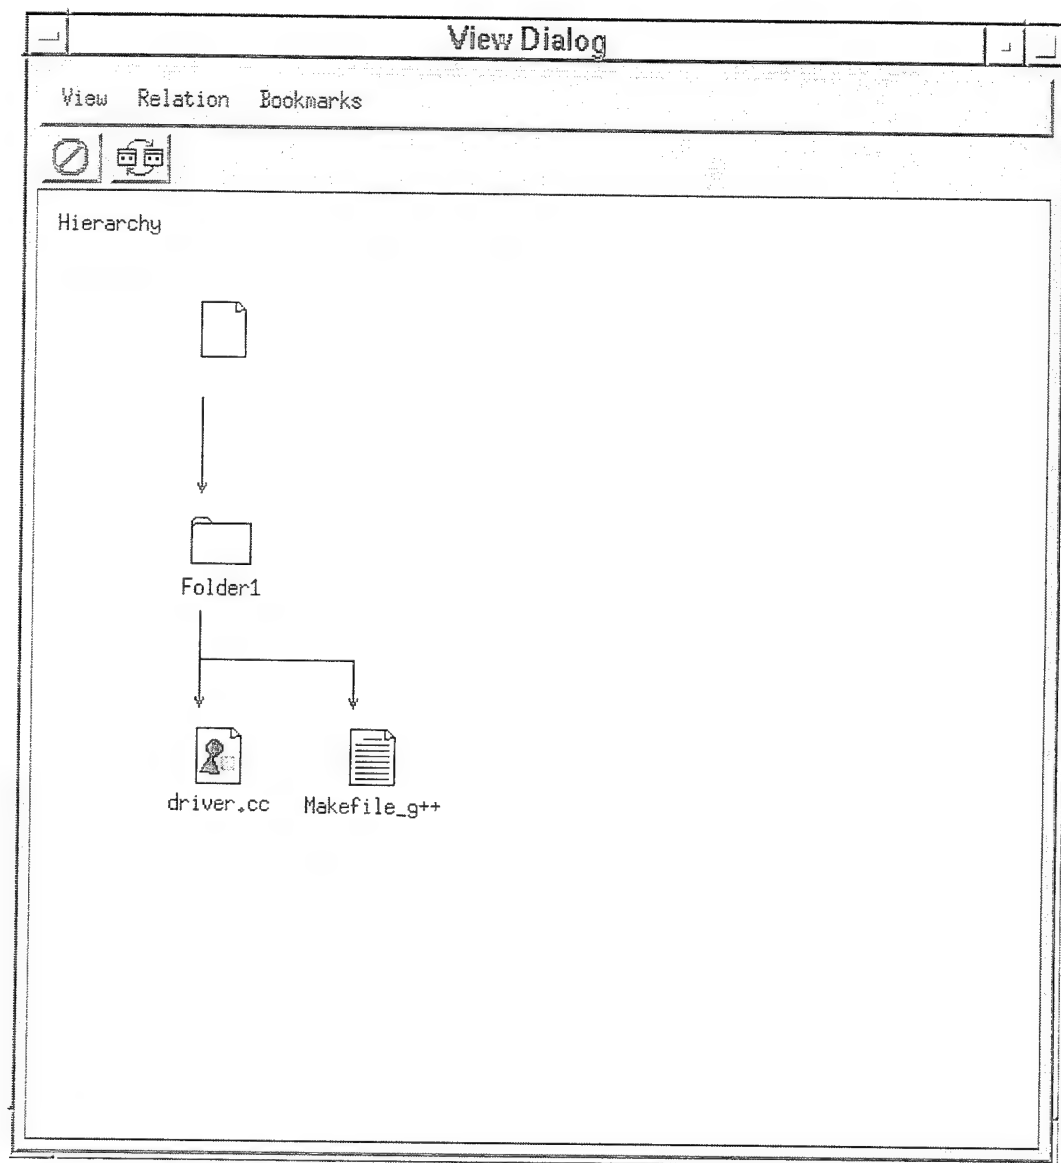 View Dialog
View Relation Bookmarks
Hierarchy
Folder1
driver.cc Makefile_g++